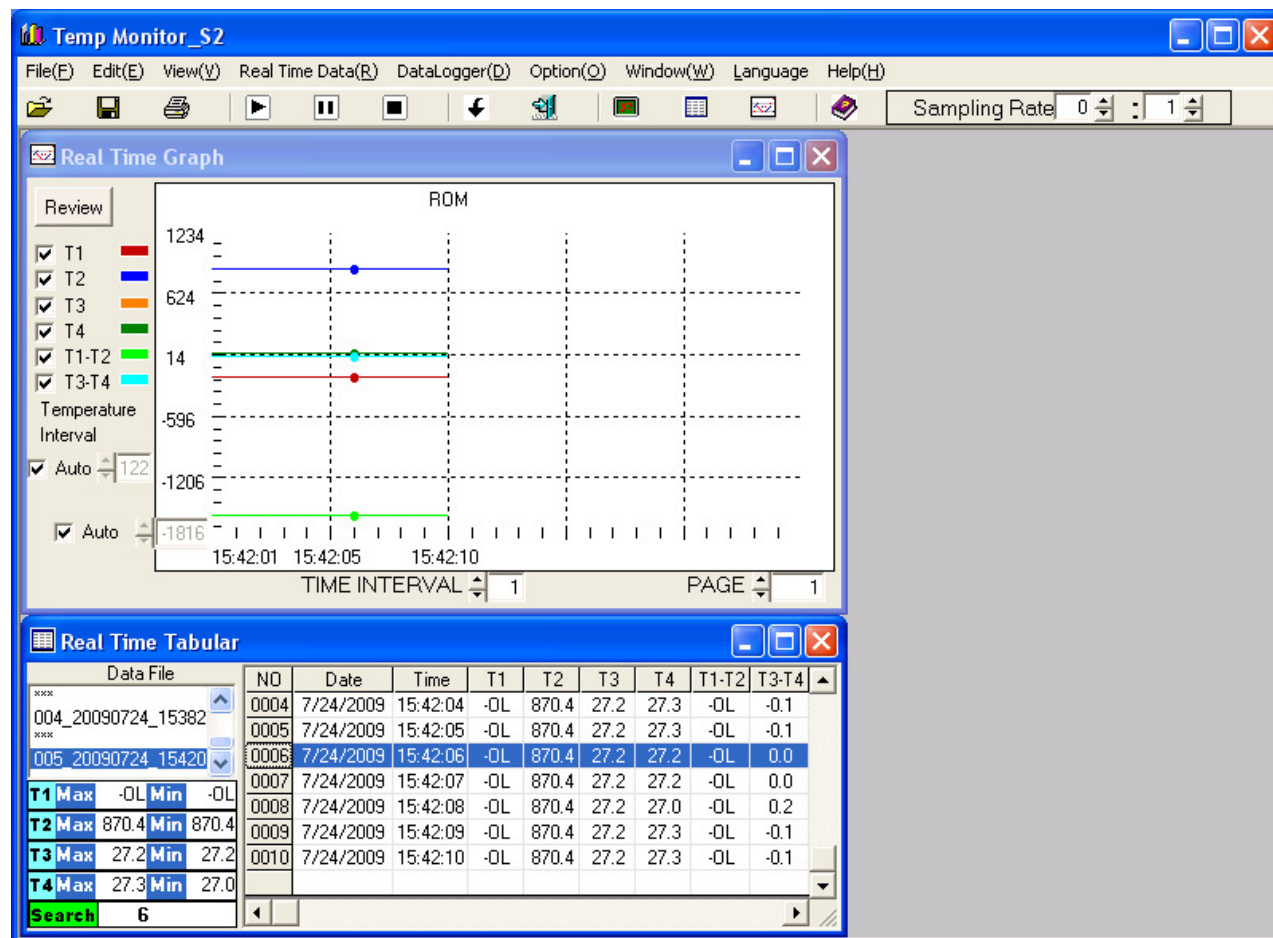 Temp Monitor_S2
File(F) Edit(E) View(V) Real Time Data(R) DataLogger(D) Option(O) Window(W) Language Help(H)
Sampling Rate 0 : 1
Real Time Graph
Review
ROM
1234
T1
T2
624
T3
T4
T1-T2
14
T3-T4
Temperature
Interval
-596
Auto 122
-1206
Auto -1816
15:42:01 15:42:05 15:42:10
TIME INTERVAL 1 PAGE 1
Real Time Tabular
Data File
***
004_20090724_15382
***
005_20090724_15420
T1 Max -OL Min -OL
T2 Max 870.4 Min 870.4
T3 Max 27.2 Min 27.2
T4 Max 27.3 Min 27.0
Search 6
NO Date Time T1 T2 T3 T4 T1-T2 T3-T4
0004 7/24/2009 15:42:04 -OL 870.4 27.2 27.3 -OL -0.1
0005 7/24/2009 15:42:05 -OL 870.4 27.2 27.3 -OL -0.1
0006 7/24/2009 15:42:06 -OL 870.4 27.2 27.2 -OL 0.0
0007 7/24/2009 15:42:07 -OL 870.4 27.2 27.2 -OL 0.0
0008 7/24/2009 15:42:08 -OL 870.4 27.2 27.0 -OL 0.2
0009 7/24/2009 15:42:09 -OL 870.4 27.2 27.3 -OL -0.1
0010 7/24/2009 15:42:10 -OL 870.4 27.2 27.3 -OL -0.1